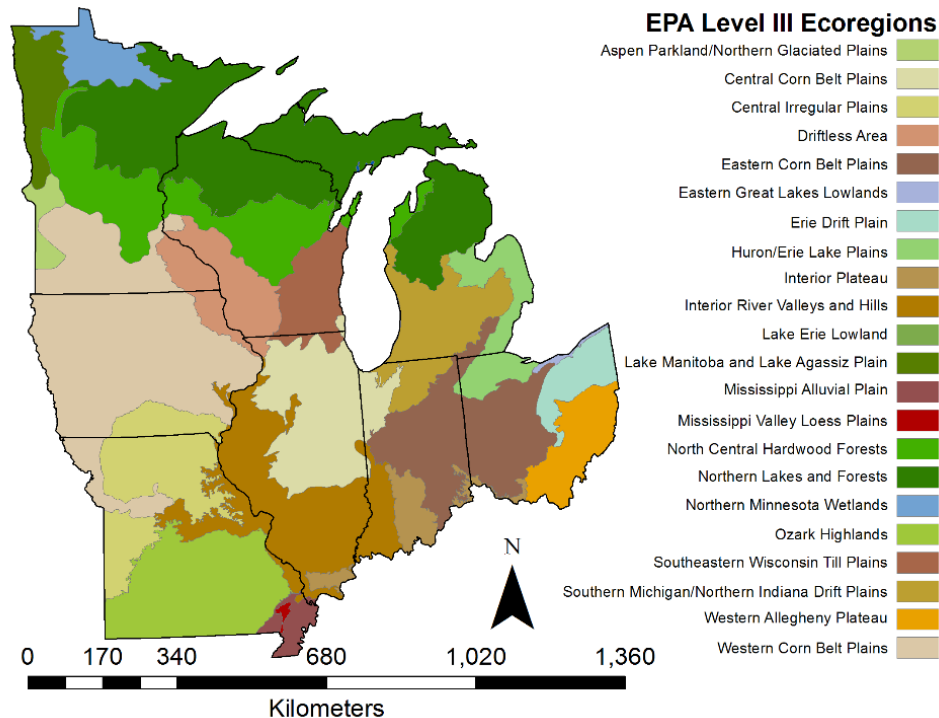 EPA Level III Ecoregions
Aspen Parkland/Northern Glaciated Plains
Central Corn Belt Plains
Central Irregular Plains
Driftless Area
Eastern Corn Belt Plains
Eastern Great Lakes Lowlands
Erie Drift Plain
Huron/Erie Lake Plains
Interior Plateau
Interior River Valleys and Hills
Lake Erie Lowland
Lake Manitoba and Lake Agassiz Plain
Mississippi Alluvial Plain
Mississippi Valley Loess Plains
North Central Hardwood Forests
Northern Lakes and Forests
Northern Minnesota Wetlands
Ozark Highlands
Southeastern Wisconsin Till Plains
Southern Michigan/Northern Indiana Drift Plains
Western Allegheny Plateau
Western Corn Belt Plains
N
0 170 340 680 1,020 1,360
Kilometers